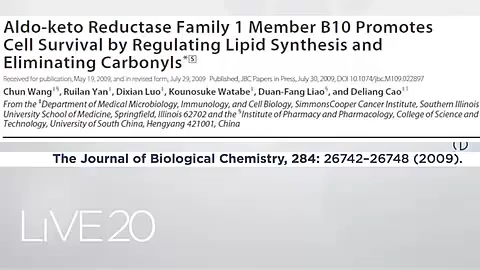 Aldo-keto Reductase Family 1 Member B10 Promotes
Cell Survival by Regulating Lipid Synthesis and
Eliminating Carbonyls*⃞S
Received for publication, May 19, 2009, and in revised form, July 29, 2009 Published, JBC Papers in Press, July 30, 2009, DOI 10.1074/jbc.M109.022897
Chun Wang‡§, Ruilan Yan‡, Dixian Luo‡, Kounosuke Watabe‡, Duan-Fang Liao§, and Deliang Cao‡1
From the ‡Department of Medical Microbiology, Immunology, and Cell Biology, SimmonsCooper Cancer Institute, Southern Illinois
University School of Medicine, Springfield, Illinois 62702 and the §Institute of Pharmacy and Pharmacology, College of Science and
Technology, University of South China, Hengyang 421001, China
The Journal of Biological Chemistry, 284: 26742–26748 (2009).
LiVE20